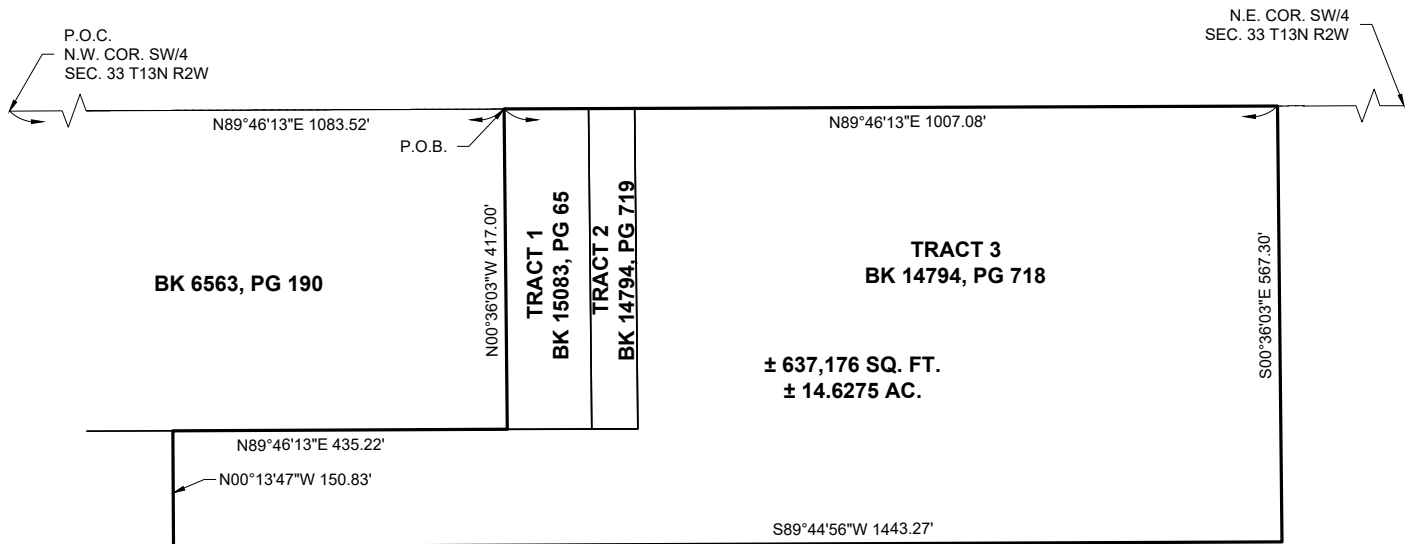 P.O.C.
N.W. COR. SW/4
SEC. 33 T13N R2W
N.E. COR. SW/4
SEC. 33 T13N R2W
N89°46'13"E 1083.52'
P.O.B.
N89°46'13"E 1007.08'
BK 6563, PG 190
N00°36'03"W 417.00'
TRACT 1
BK 15083, PG 65
TRACT 2
BK 14794, PG 719
TRACT 3
BK 14794, PG 718
± 637,176 SQ. FT.
± 14.6275 AC.
S00°36'03"E 567.30'
N89°46'13"E 435.22'
N00°13'47"W 150.83'
S89°44'56"W 1443.27'